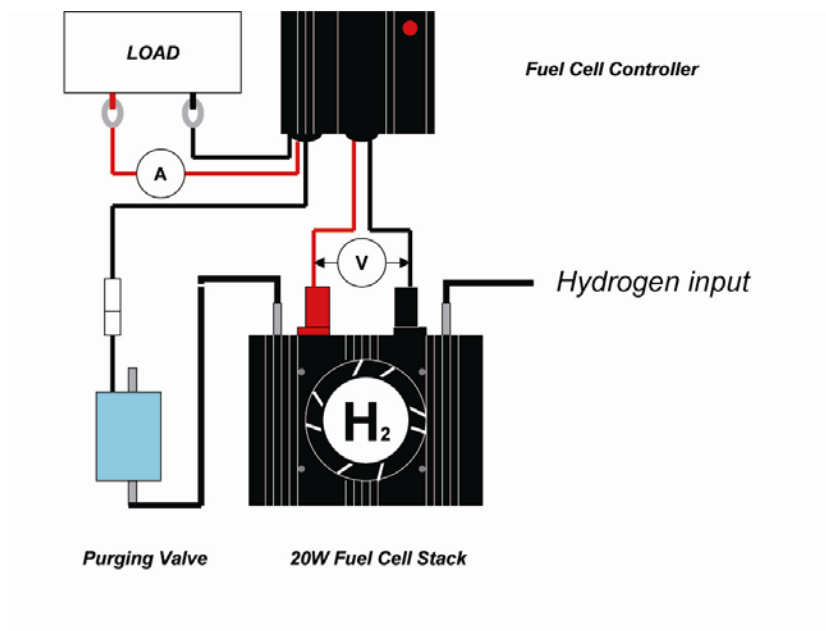 LOAD
Fuel Cell Controller
A
V
Hydrogen input
H2
Purging Valve
20W Fuel Cell Stack